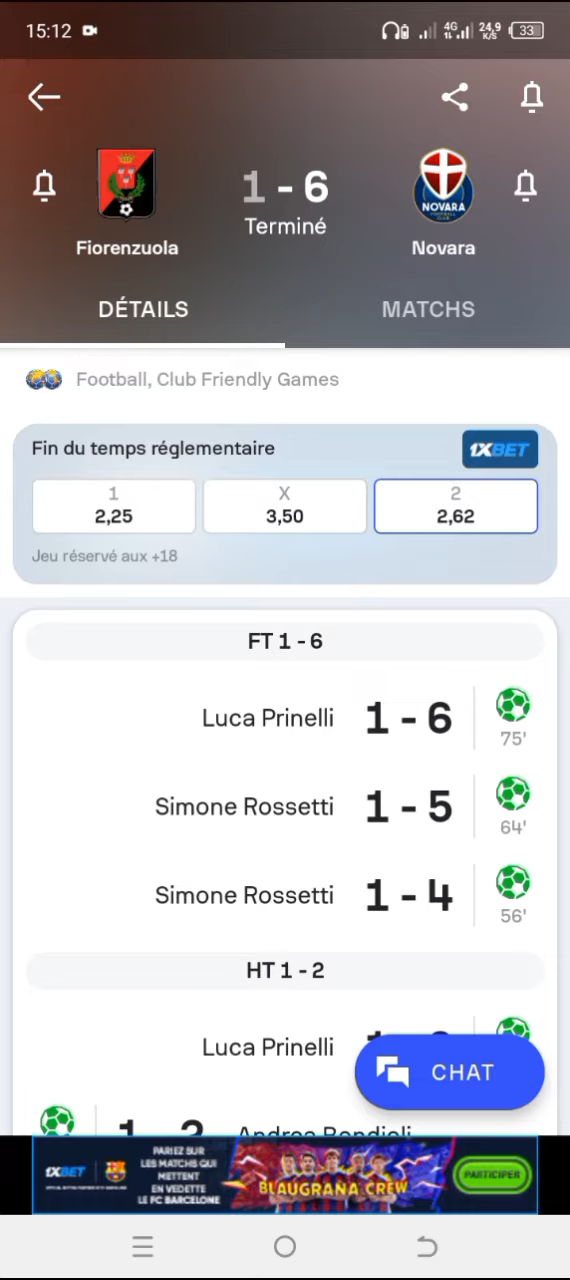 15:12
4G
24,9
K/S
33
1 - 6
Terminé
NOVARA
Fiorenzuola
Novara
DÉTAILS
MATCHS
Football, Club Friendly Games
Fin du temps réglementaire
1XBET
1
X
2
2,25
3,50
2,62
Jeu réservé aux +18
FT 1 - 6
Luca Prinelli
1 - 6
75'
Simone Rossetti
1 - 5
64'
Simone Rossetti
1 - 4
56'
HT 1 - 2
Luca Prinelli
CHAT
1XBET
PARIEZ SUR
LES MATCHS QUI
METTENT
EN VEDETTE
LE FC BARCELONE
BLAUGRANA CREW
PARTICIPER